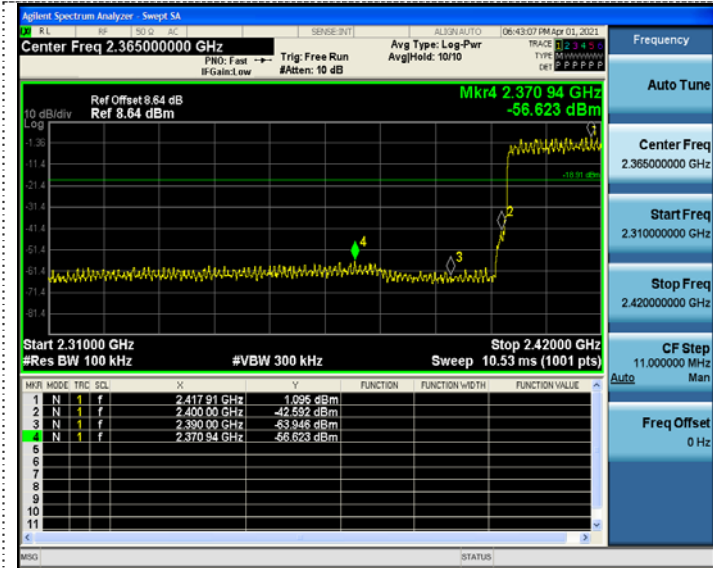 Agilent Spectrum Analyzer - Swept SA
RL RF 50 Ω AC SENSE:INT ALIGNAUTO 06:43:07 PM Apr 01, 2021
Center Freq 2.365000000 GHz
PNO: Fast
IFGain:Low
Trig: Free Run
#Atten: 10 dB
Avg Type: Log-Pwr
Avg|Hold: 10/10
TRACE 1 2 3 4 5 6
TYPE MWWWWW
DET P P P P P P
Mkr4 2.370 94 GHz
-56.623 dBm
Ref Offset 8.64 dB
10 dB/div Ref 8.64 dBm
Log
1
-1.36
-11.4
-18.91 dBm
-21.4
-31.4
2
-41.4
4
-51.4
3
-61.4
-71.4
-81.4
Start 2.31000 GHz Stop 2.42000 GHz
#Res BW 100 kHz #VBW 300 kHz Sweep 10.53 ms (1001 pts)
MKR MODE TRC SCL X Y FUNCTION FUNCTION WIDTH FUNCTION VALUE
1 N 1 f 2.417 91 GHz 1.095 dBm
2 N 1 f 2.400 00 GHz -42.592 dBm
3 N 1 f 2.390 00 GHz -63.946 dBm
4 N 1 f 2.370 94 GHz -56.623 dBm
5
6
7
8
9
10
11
MSG STATUS
Frequency
Auto Tune
Center Freq
2.365000000 GHz
Start Freq
2.310000000 GHz
Stop Freq
2.420000000 GHz
CF Step
11.000000 MHz
Auto Man
Freq Offset
0 Hz